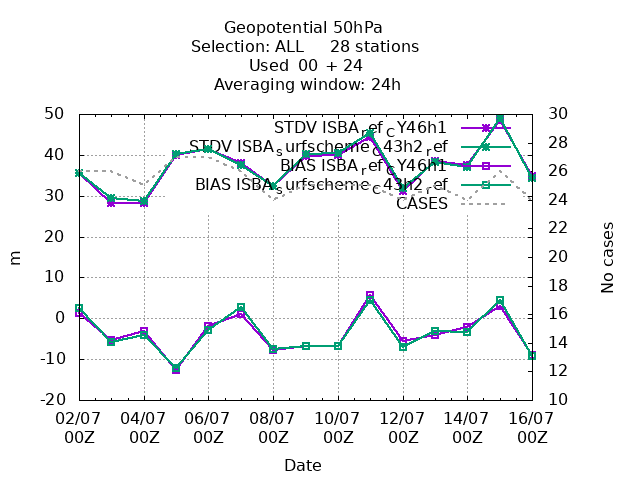 Geopotential 50hPa
Selection: ALL 28 stations
Used 00 + 24
Averaging window: 24h
50 30
STDV ISBA_ref_CY46h1
28
STDV ISBA_surfscheme_C43h2_ref
40
BIAS ISBA_ref_CY46h1
26
BIAS ISBA_surfscheme_C43h2_ref
30 24
CASES
22
20
20
m
No cases
10 18
0 16
14
-10
12
-20 10
02/07 04/07 06/07 08/07 10/07 12/07 14/07 16/07
00Z 00Z 00Z 00Z 00Z 00Z 00Z 00Z
Date